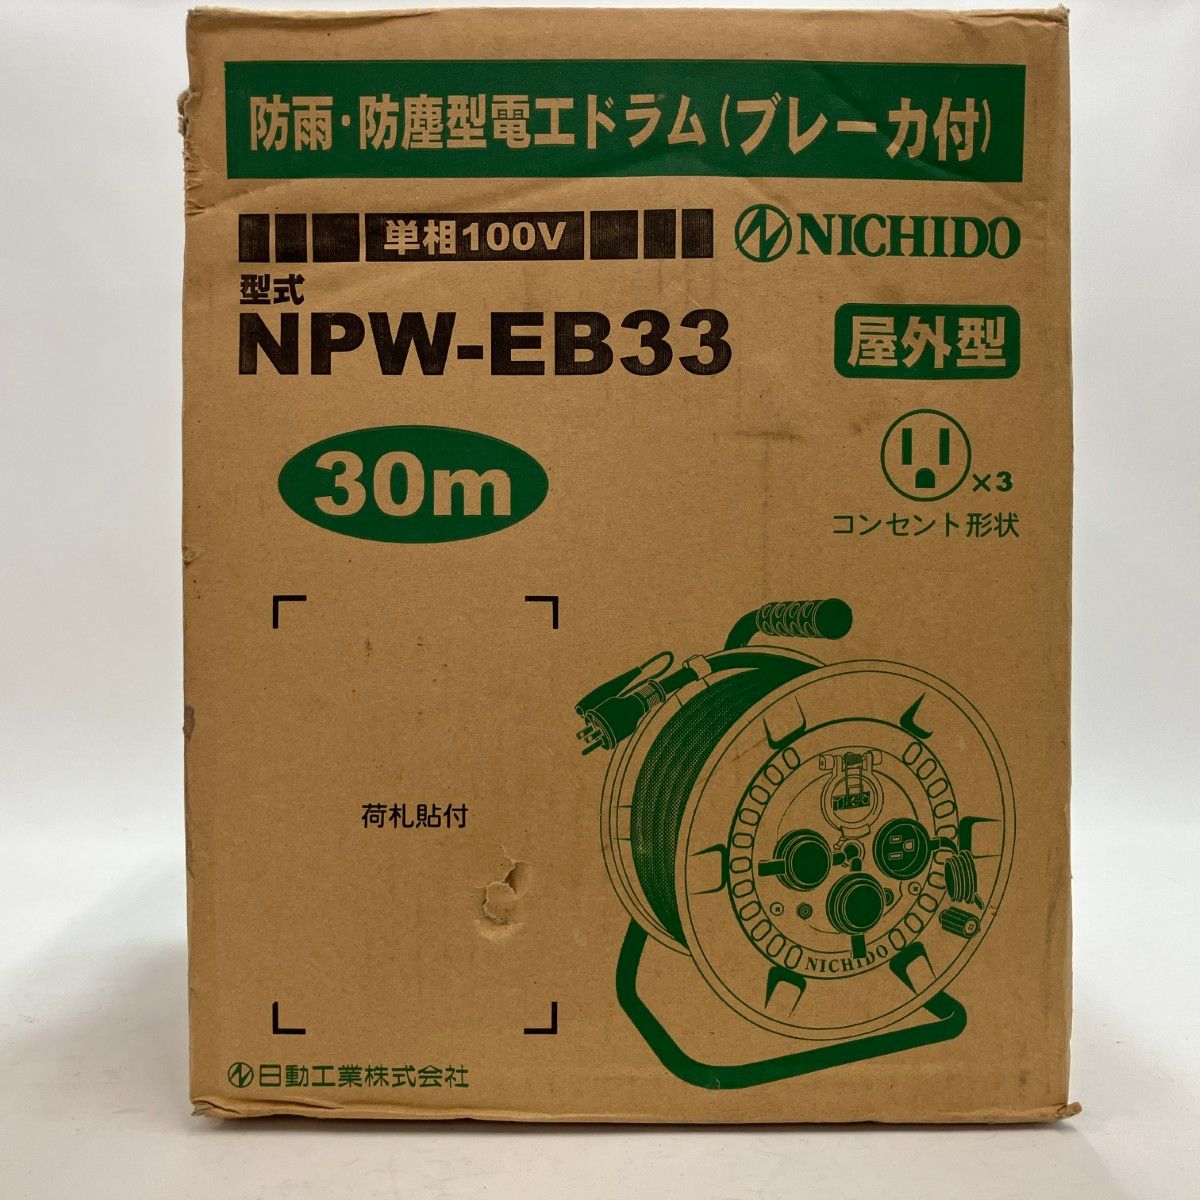 防雨・防塵型電工ドラム(ブレーカ付)
単相100V
NICHIDO
型式
NPW-EB33
屋外型
30m
×3
コンセント形状
荷札貼付
NICHIDO
日動工業株式会社